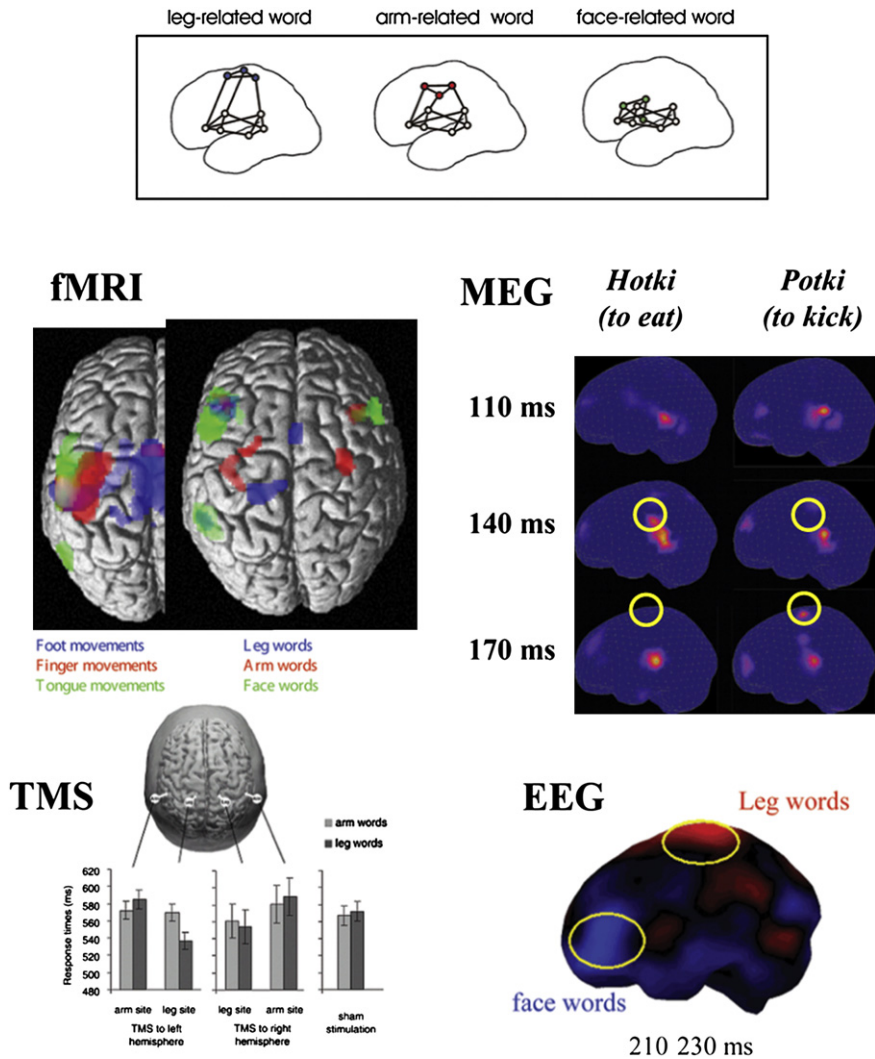 leg-related word
arm-related word
face-related word
fMRI
Foot movements
Finger movements
Tongue movements
Leg words
Arm words
Face words
MEG
Hotki
(to eat)
Potki
(to kick)
110 ms
140 ms
170 ms
TMS
arm words
leg words
Response times (ms)
620
600
580
560
540
520
500
480
arm site
leg site
TMS to left
hemisphere
leg site
arm site
TMS to right
hemisphere
sham
stimulation
EEG
Leg words
face words
210 230 ms